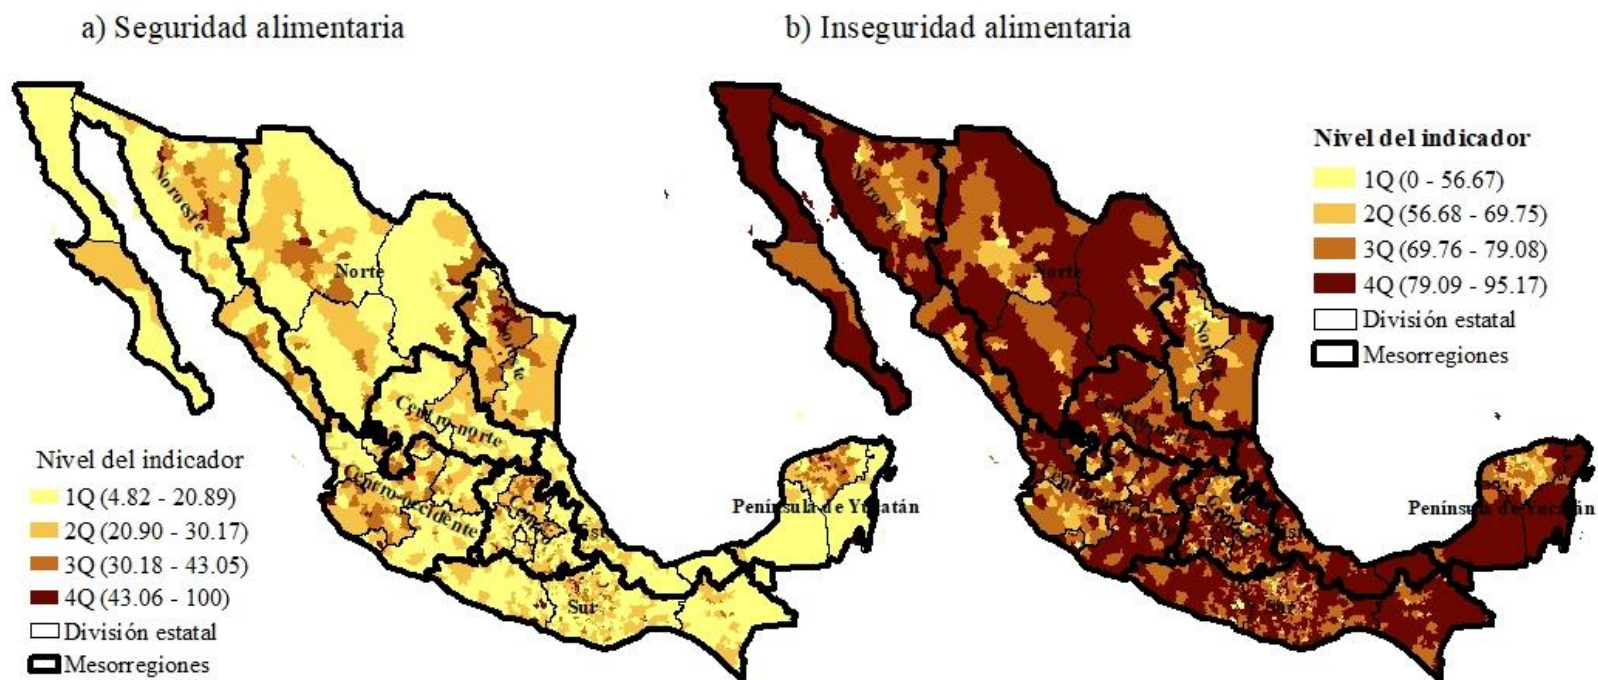 a) Seguridad alimentaria
b) Inseguridad alimentaria
Noroeste
Norte
Noreste
Centro-norte
Centro-occidente
Centro
Este
Sur
Península de Yucatán
Nivel del indicador
1Q (4.82 - 20.89)
2Q (20.90 - 30.17)
3Q (30.18 - 43.05)
4Q (43.06 - 100)
División estatal
Mesorregiones
Noroeste
Norte
Centro-norte
Sur
Península de Yucatán
Nivel del indicador
1Q (0 - 56.67)
2Q (56.68 - 69.75)
3Q (69.76 - 79.08)
4Q (79.09 - 95.17)
División estatal
Mesorregiones